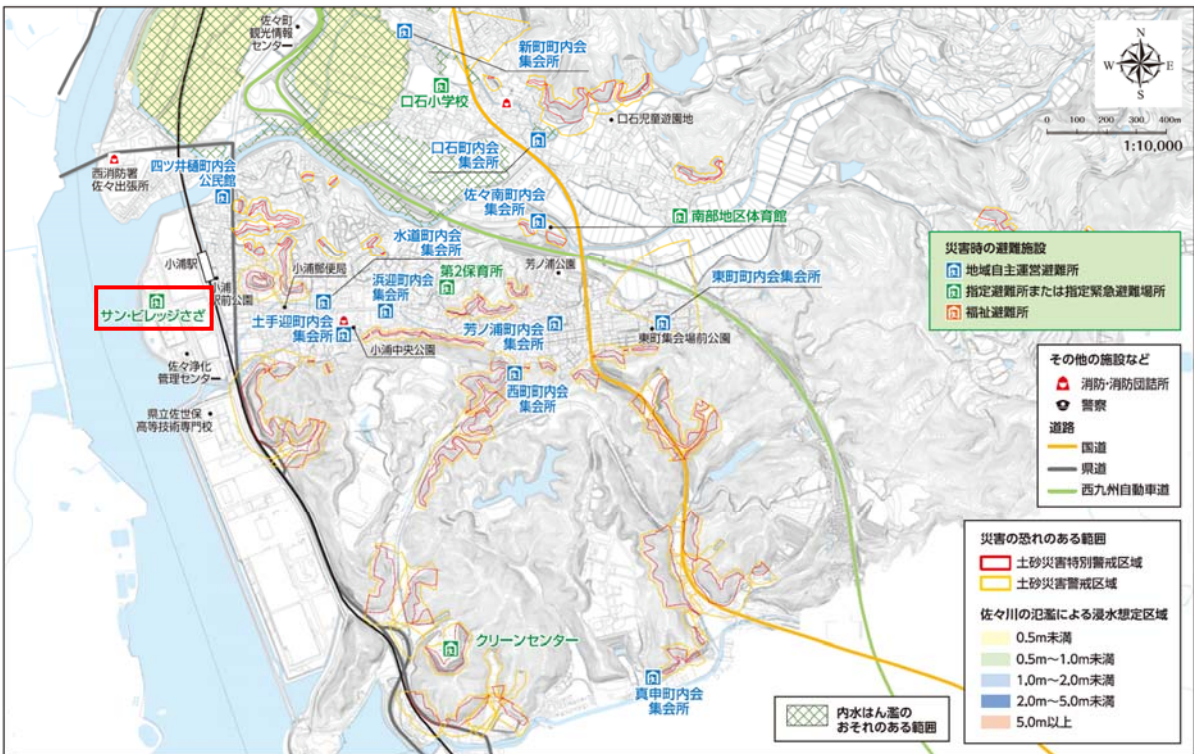 佐々町
観光情報
センター
新町町内会
集会所
口石小学校
口石児童遊園地
口石町内会
集会所
西消防署
佐々出張所
四ツ井樋町内会
公民館
佐々南町内会
集会所
南部地区体育館
水道町内会
集会所
小浦駅
小浦郵便局
浜迎町内会
集会所
第2保育所
芳ノ浦公園
東町町内会集会所
小浦
駅前公園
サン・ビレッジさざ
土手迎町内会
集会所
小浦中央公園
芳ノ浦町内会
集会所
東町集会場前公園
佐々浄化
管理センター
西町町内会
集会所
県立佐世保
高等技術専門校
クリーンセンター
真申町内会
集会所
N
W E
S
0 100 200 300 400m
1:10,000
災害時の避難施設
地域自主運営避難所
指定避難所または指定緊急避難場所
福祉避難所
その他の施設など
消防・消防団詰所
警察
道路
国道
県道
西九州自動車道
災害の恐れのある範囲
土砂災害特別警戒区域
土砂災害警戒区域
佐々川の氾濫による浸水想定区域
0.5m未満
0.5m～1.0m未満
1.0m～2.0m未満
2.0m～5.0m未満
5.0m以上
内水はん濫の
おそれのある範囲